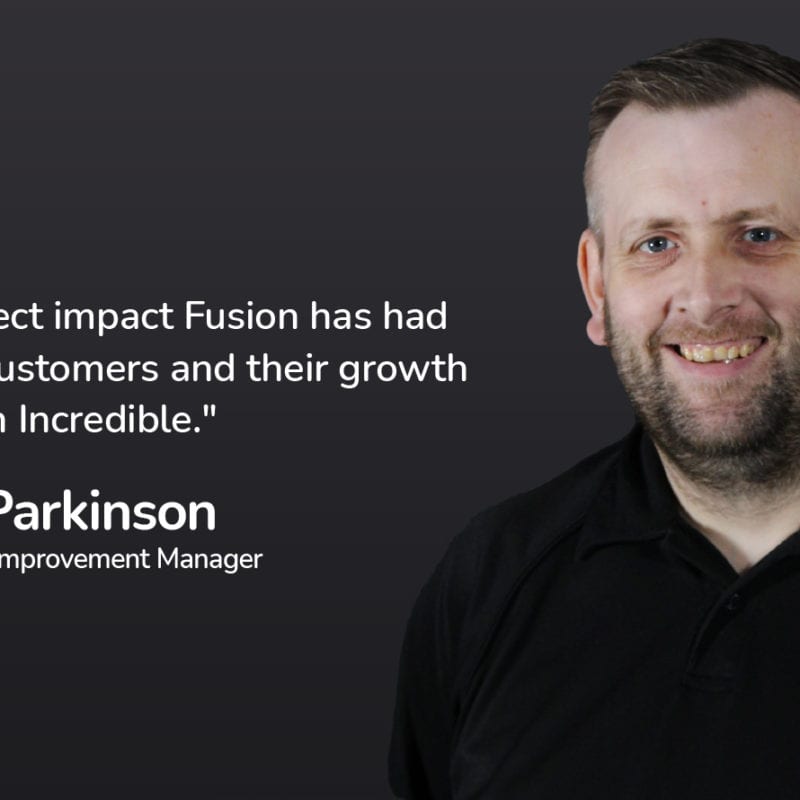 ect impact Fusion has had
ustomers and their growth
n Incredible."
Parkinson
mprovement Manager